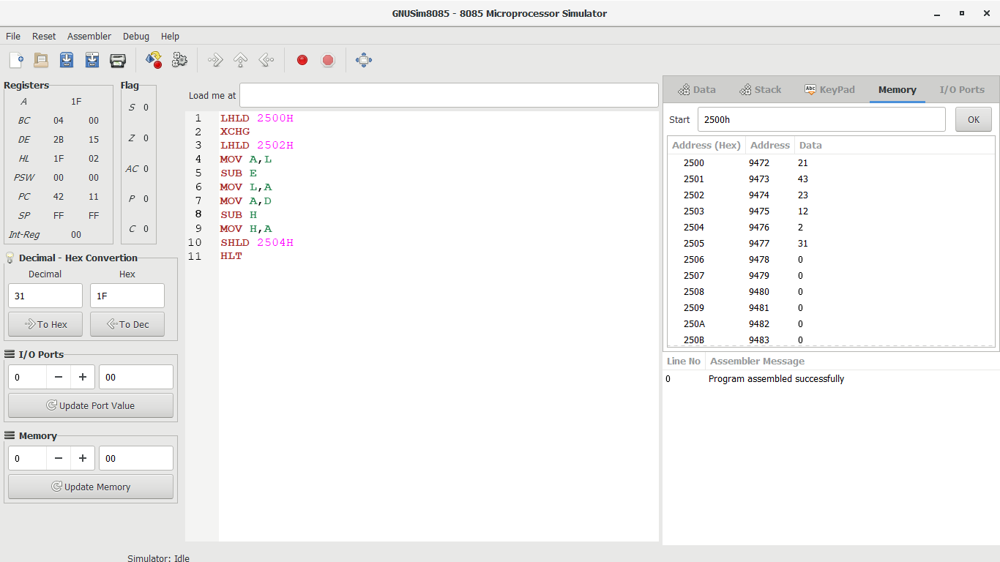 GNUSim8085 - 8085 Microprocessor Simulator
File Reset Assembler Debug Help
Registers
A 1F
BC 04 00
DE 2B 15
HL 1F 02
PSW 00 00
PC 42 11
SP FF FF
Int-Reg 00
Flag
S 0
Z 0
AC 0
P 0
C 0
Decimal - Hex Convertion
Decimal Hex
31 1F
To Hex To Dec
I/O Ports
0 − + 00
Update Port Value
Memory
0 − + 00
Update Memory
Load me at
1 LHLD 2500H
2 XCHG
3 LHLD 2502H
4 MOV A,L
5 SUB E
6 MOV L,A
7 MOV A,D
8 SUB H
9 MOV H,A
10 SHLD 2504H
11 HLT
Data Stack Abc KeyPad Memory I/O Ports
Start 2500h OK
Address (Hex) Address Data
2500 9472 21
2501 9473 43
2502 9474 23
2503 9475 12
2504 9476 2
2505 9477 31
2506 9478 0
2507 9479 0
2508 9480 0
2509 9481 0
250A 9482 0
250B 9483 0
Line No Assembler Message
0 Program assembled successfully
Simulator: Idle